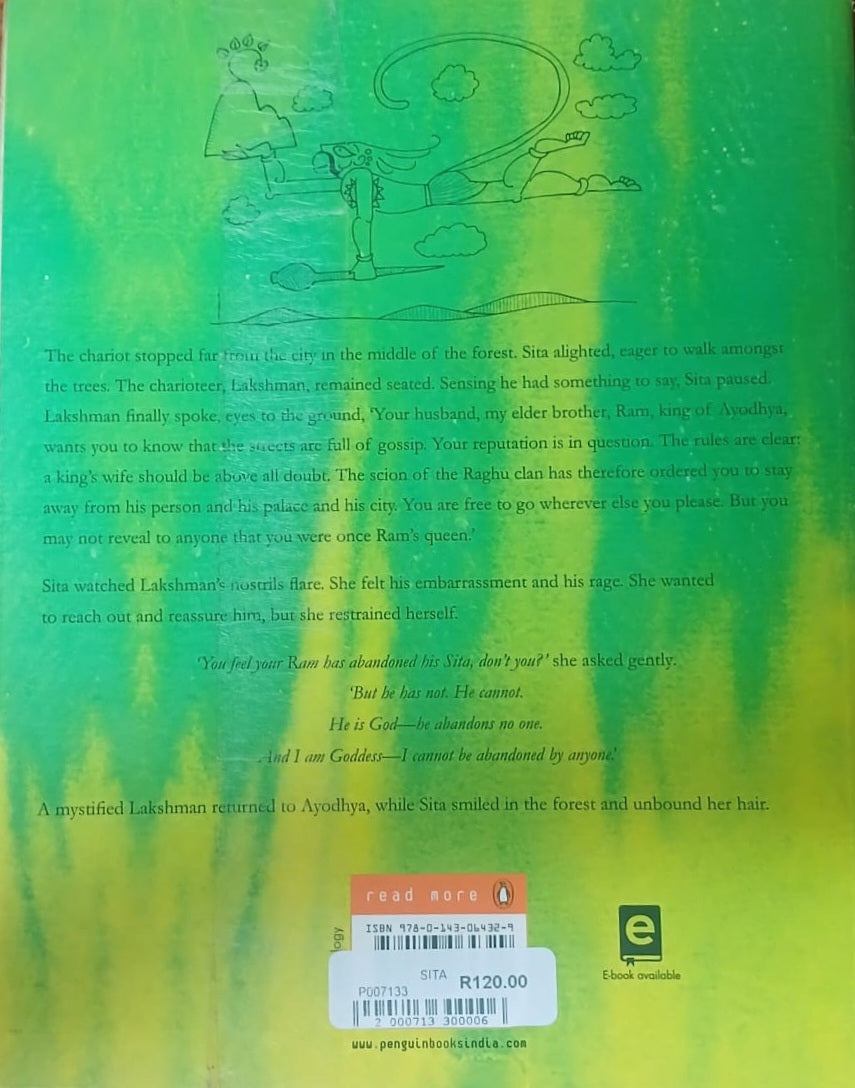 The chariot stopped far from the city in the middle of the forest. Sita alighted, eager to walk amongst
the trees. The charioteer, Lakshman, remained seated. Sensing he had something to say, Sita paused.
Lakshman finally spoke, eyes to the ground, ‘Your husband, my elder brother, Ram, king of Ayodhya,
wants you to know that the streets are full of gossip. Your reputation is in question. The rules are clear:
a king’s wife should be above all doubt. The scion of the Raghu clan has therefore ordered you to stay
away from his person and his palace and his city. You are free to go wherever else you please. But you
may not reveal to anyone that you were once Ram’s queen.’
Sita watched Lakshman’s nostrils flare. She felt his embarrassment and his rage. She wanted
to reach out and reassure him, but she restrained herself.
‘You feel your Ram has abandoned his Sita, don’t you?’ she asked gently.
‘But he has not. He cannot.
He is God—he abandons no one.
And I am Goddess—I cannot be abandoned by anyone.’
A mystified Lakshman returned to Ayodhya, while Sita smiled in the forest and unbound her hair.
read more
ISBN 978-0-143-06432-9
logy
SITA
R120.00
P007133
2 000713 300006
e
E-book available
www.penguinbooksindia.com